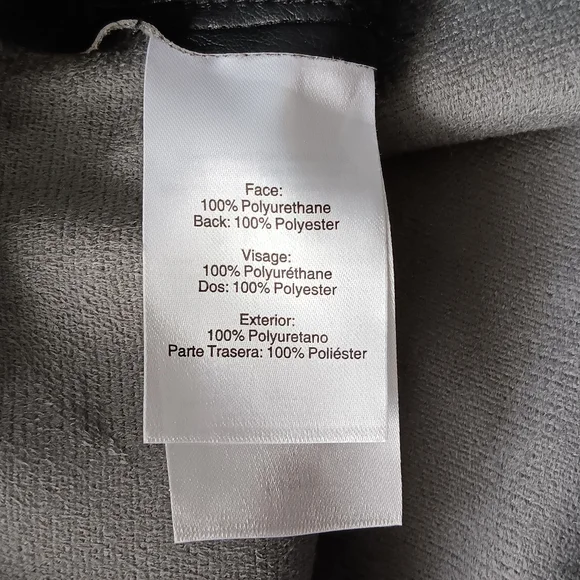 Face:
100% Polyurethane
Back: 100% Polyester
Visage:
100% Polyuréthane
Dos: 100% Polyester
Exterior:
100% Polyuretano
Parte Trasera: 100% Poliéster